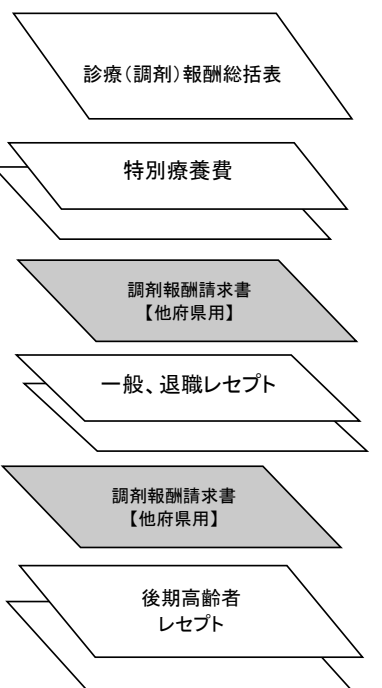 診療（調剤）報酬総括表
特別療養費
調剤報酬請求書
【他府県用】
一般、退職レセプト
調剤報酬請求書
【他府県用】
後期高齢者
レセプト